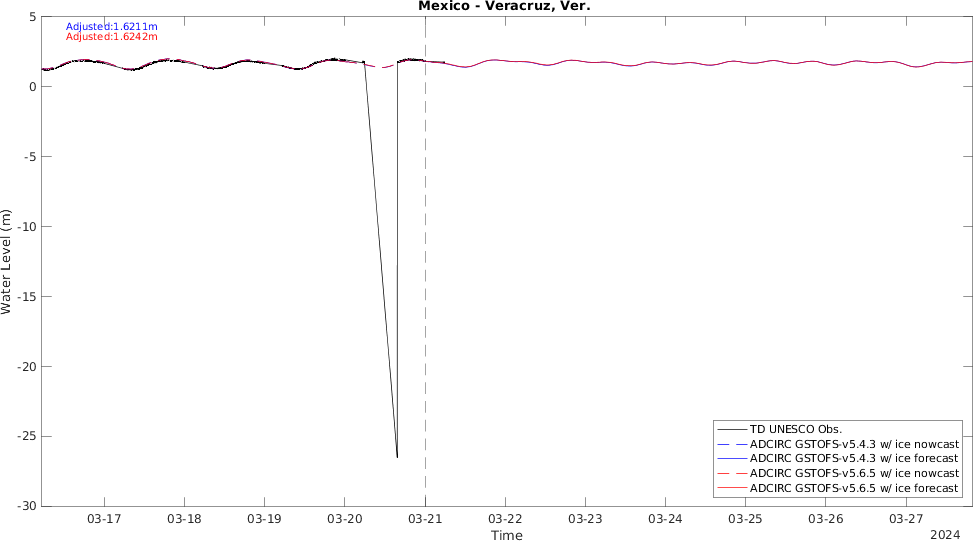 Mexico - Veracruz, Ver.
Adjusted:1.6211m
Adjusted:1.6242m
5
0
-5
-10
-15
-20
-25
-30
Water Level (m)
03-17 03-18 03-19 03-20 03-21 03-22 03-23 03-24 03-25 03-26 03-27
Time
2024
TD UNESCO Obs.
ADCIRC GSTOFS-v5.4.3 w/ ice nowcast
ADCIRC GSTOFS-v5.4.3 w/ ice forecast
ADCIRC GSTOFS-v5.6.5 w/ ice nowcast
ADCIRC GSTOFS-v5.6.5 w/ ice forecast